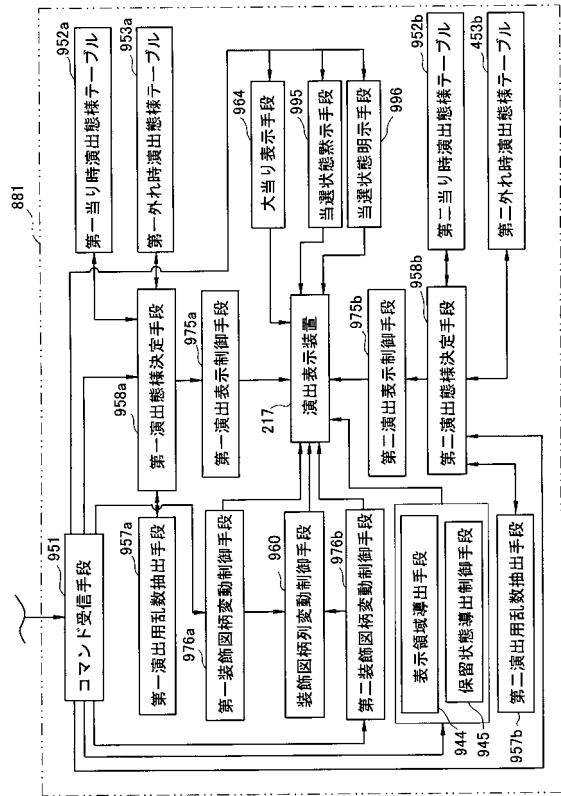 881
951
コマンド受信手段
952a
第一当り時演出態様テーブル
953a
第一外れ時演出態様テーブル
958a
第一演出態様決定手段
957a
第一演出用乱数抽出手段
975a
第一演出表示制御手段
976a
第一装飾図柄変動制御手段
960
装飾図柄列変動制御手段
976b
第二装飾図柄変動制御手段
217
演出表示装置
964
大当り表示手段
995
当選状態黙示手段
996
当選状態明示手段
975b
第二演出表示制御手段
958b
第二演出態様決定手段
952b
第二当り時演出態様テーブル
453b
第二外れ時演出態様テーブル
944
表示領域導出手段
945
保留状態導出制御手段
957b
第二演出用乱数抽出手段